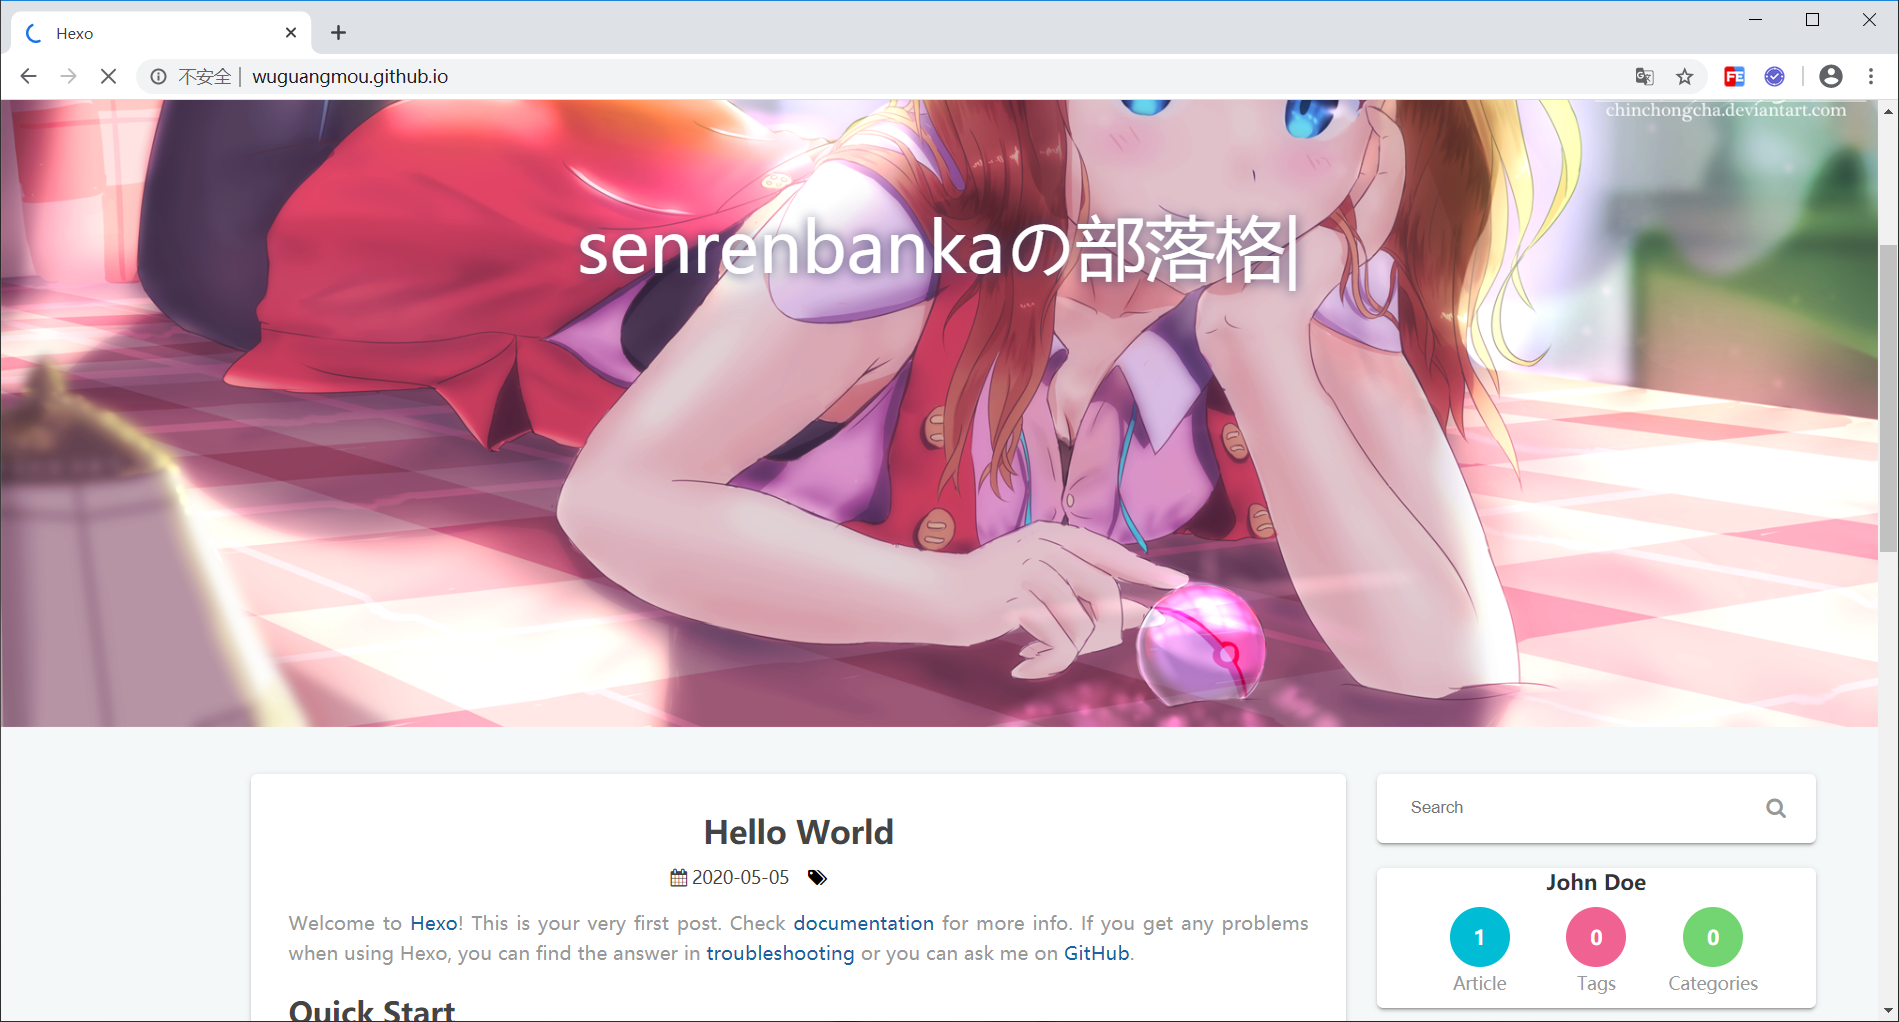 Hexo
不安全 | wuguangmou.github.io
chinchongcha.deviantart.com
senrenbankaの部落格|
Hello World
2020-05-05
Welcome to Hexo! This is your very first post. Check documentation for more info. If you get any problems
when using Hexo, you can find the answer in troubleshooting or you can ask me on GitHub.
Quick Start
Search
John Doe
1 0 0
Article Tags Categories
FE